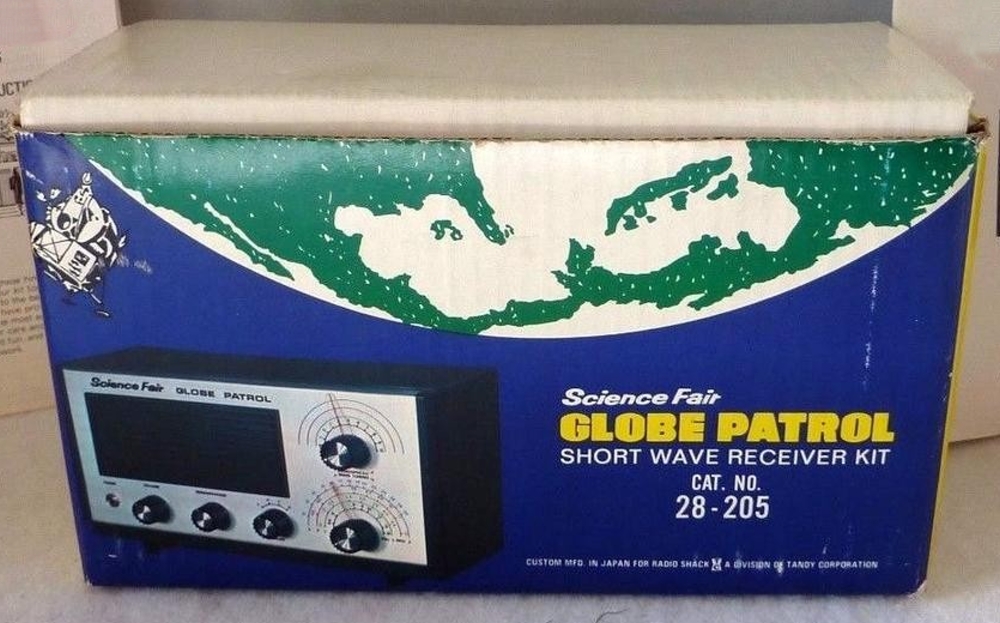 Science Fair GLOBE PATROL
Science Fair
GLOBE PATROL
SHORT WAVE RECEIVER KIT
CAT. NO.
28-205
CUSTOM MFD. IN JAPAN FOR RADIO SHACK A DIVISION OF TANDY CORPORATION